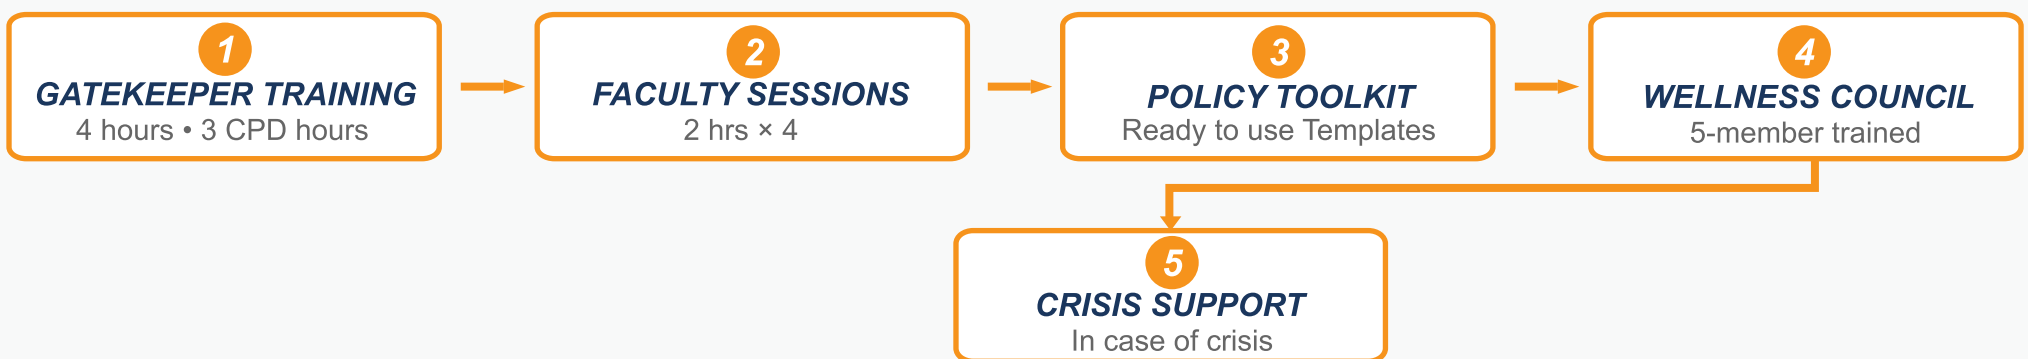 1
GATEKEEPER TRAINING
4 hours • 3 CPD hours
2
FACULTY SESSIONS
2 hrs × 4
3
POLICY TOOLKIT
Ready to use Templates
4
WELLNESS COUNCIL
5-member trained
5
CRISIS SUPPORT
In case of crisis